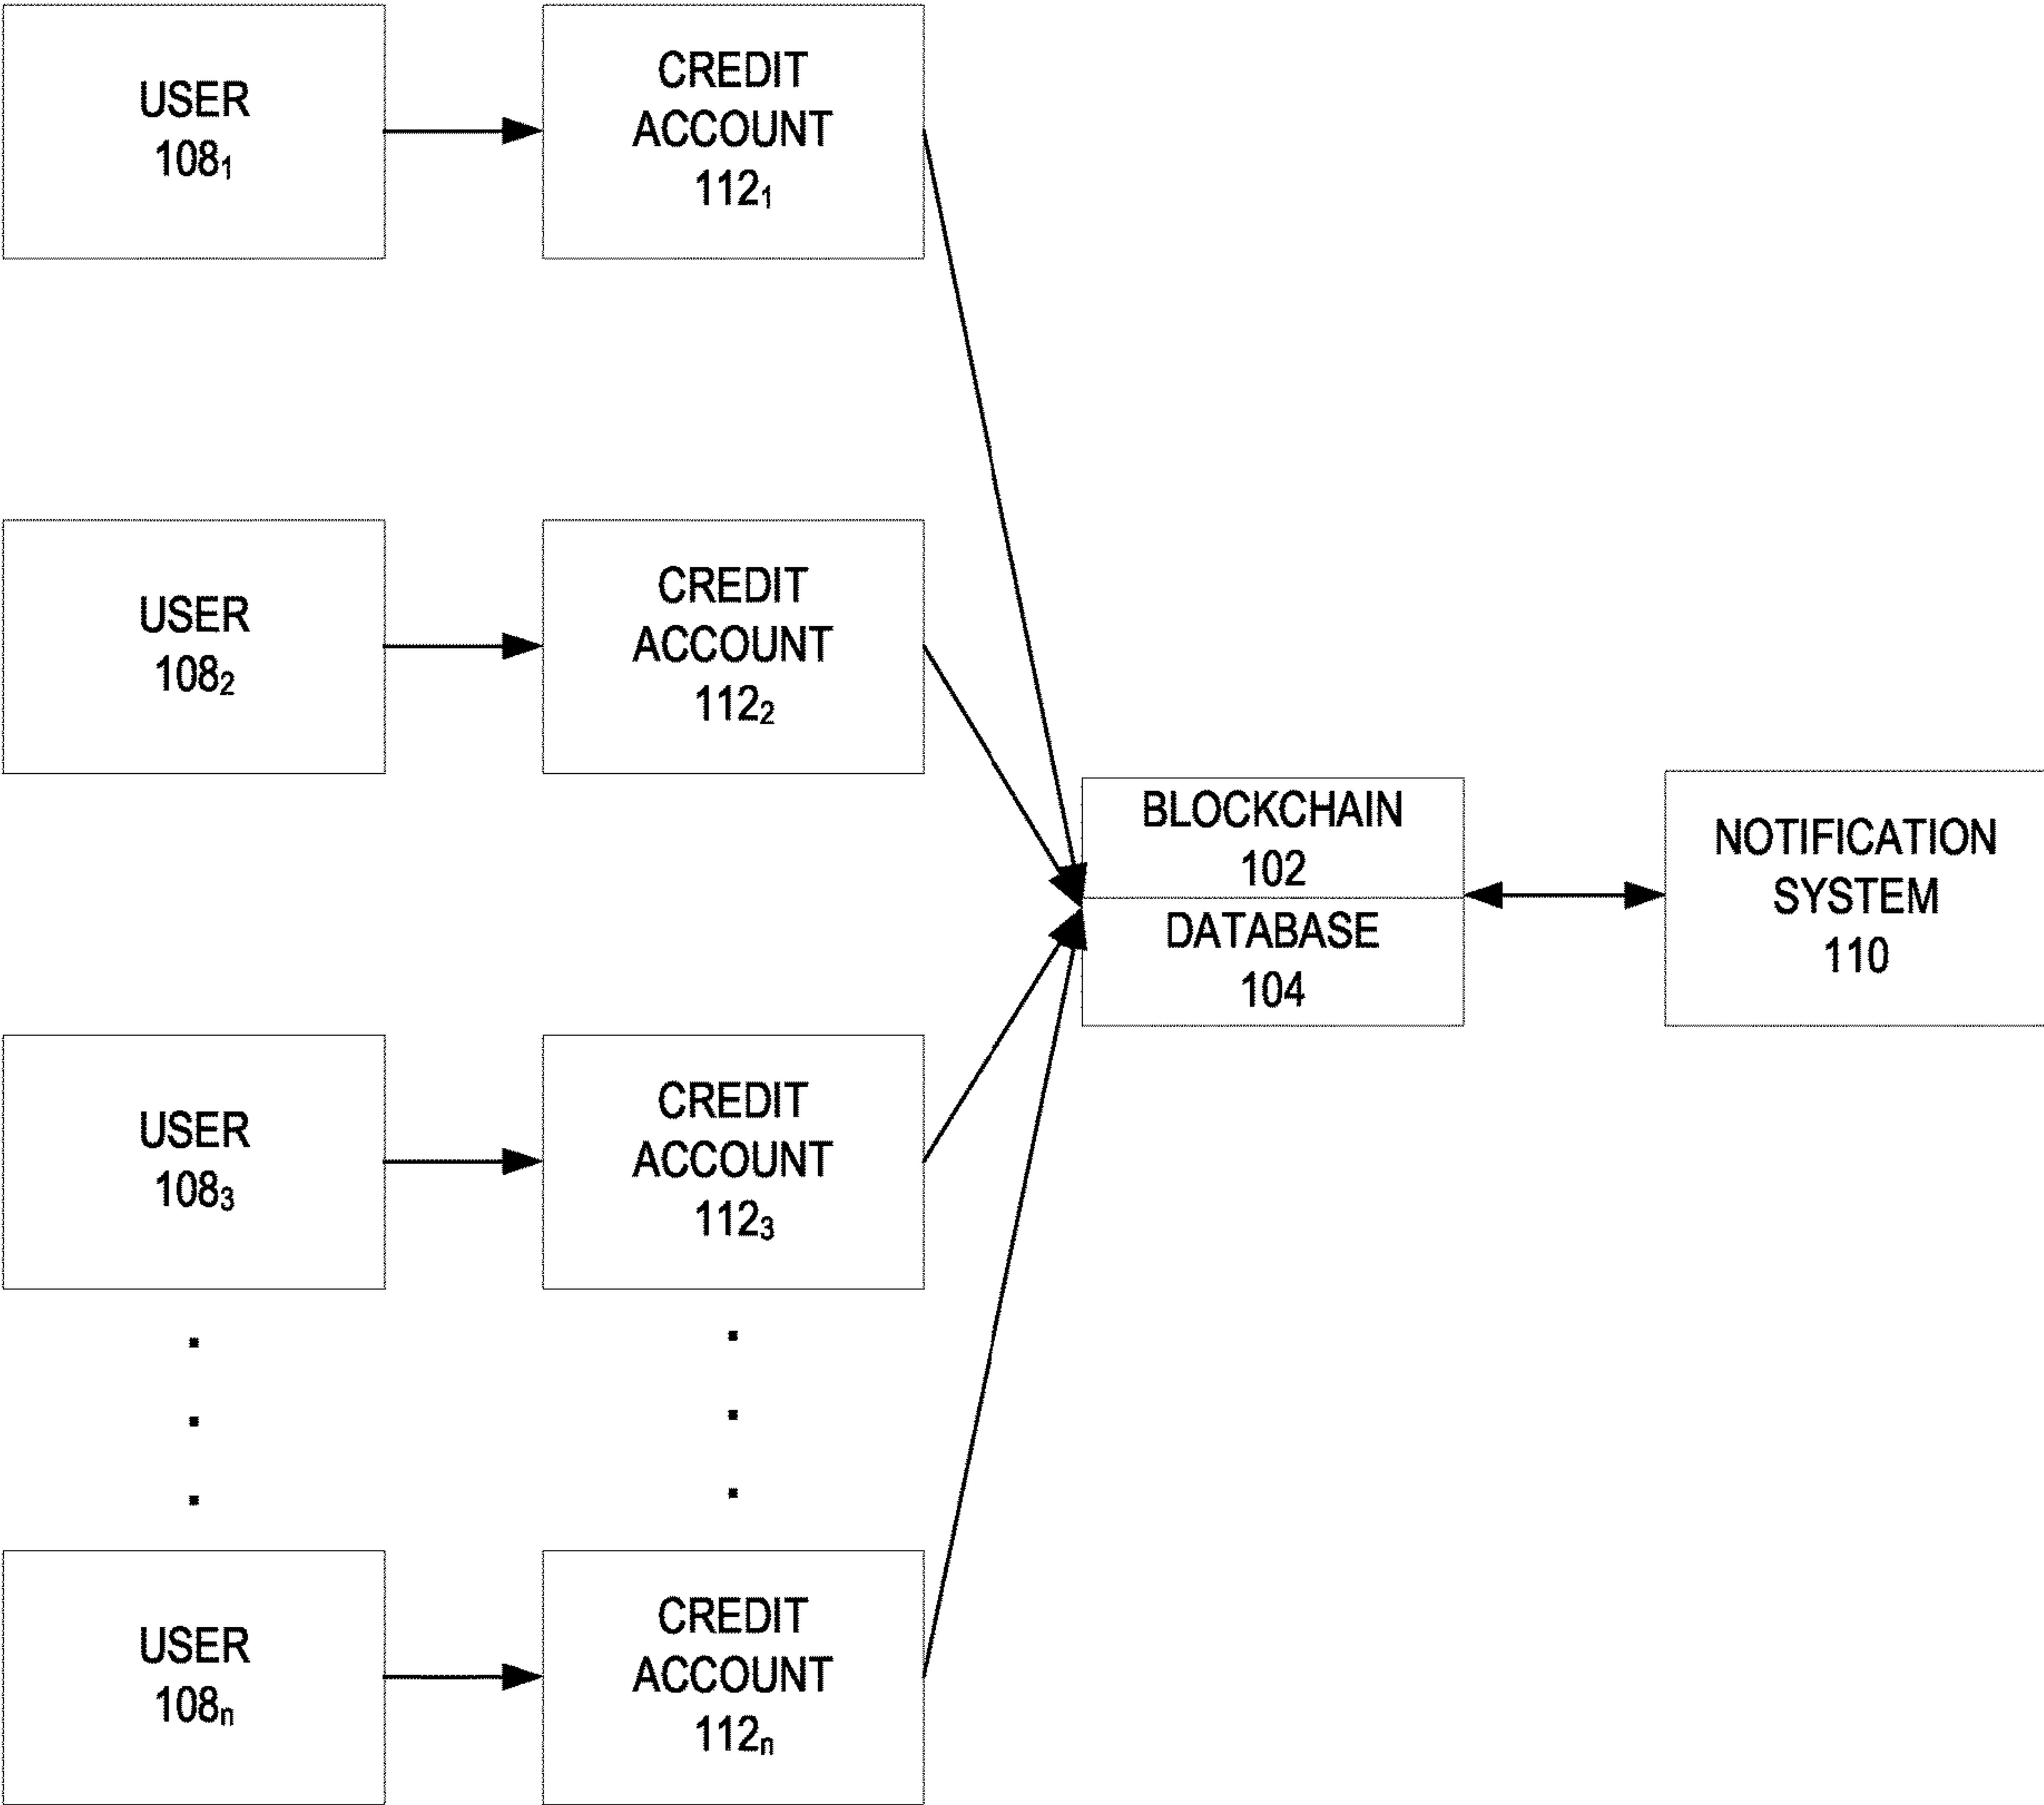 USER
108₁
CREDIT
ACCOUNT
112₁
USER
108₂
CREDIT
ACCOUNT
112₂
BLOCKCHAIN
102
DATABASE
104
NOTIFICATION
SYSTEM
110
USER
108₃
CREDIT
ACCOUNT
112₃
USER
108ₙ
CREDIT
ACCOUNT
112ₙ